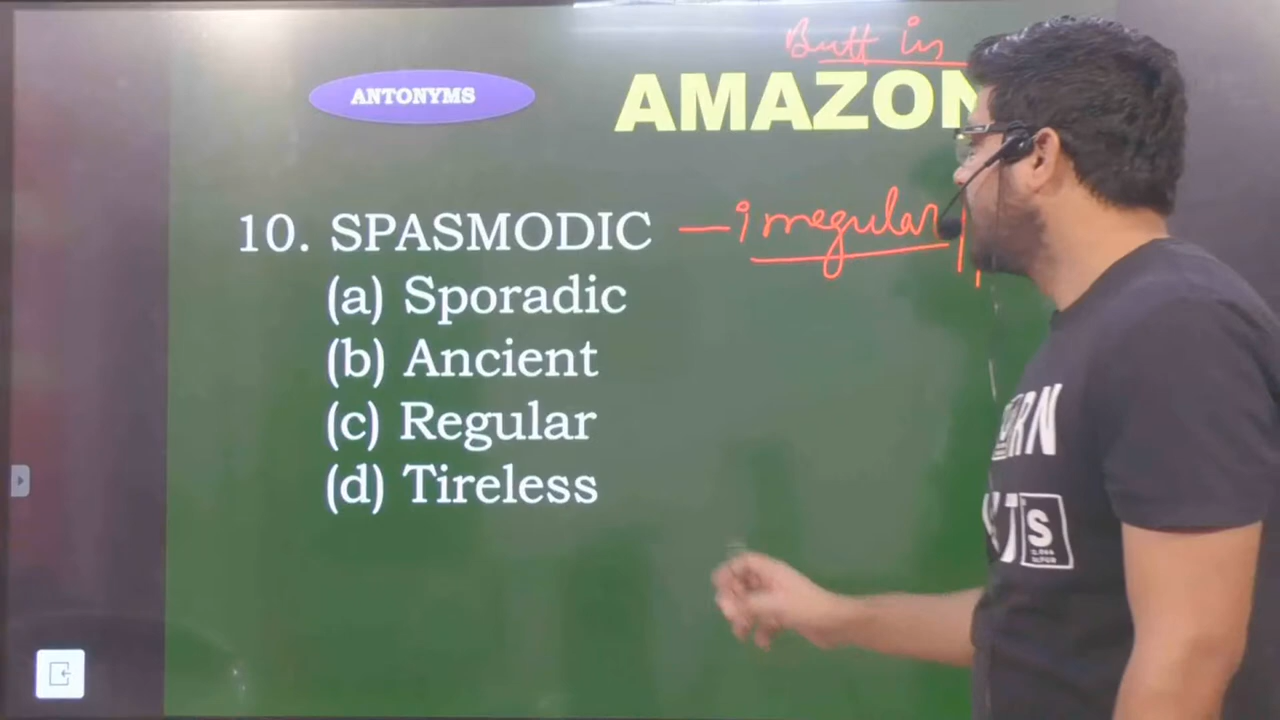 Butt in
ANTONYMS
AMAZON
10. SPASMODIC — irregular
(a) Sporadic
(b) Ancient
(c) Regular
(d) Tireless
S